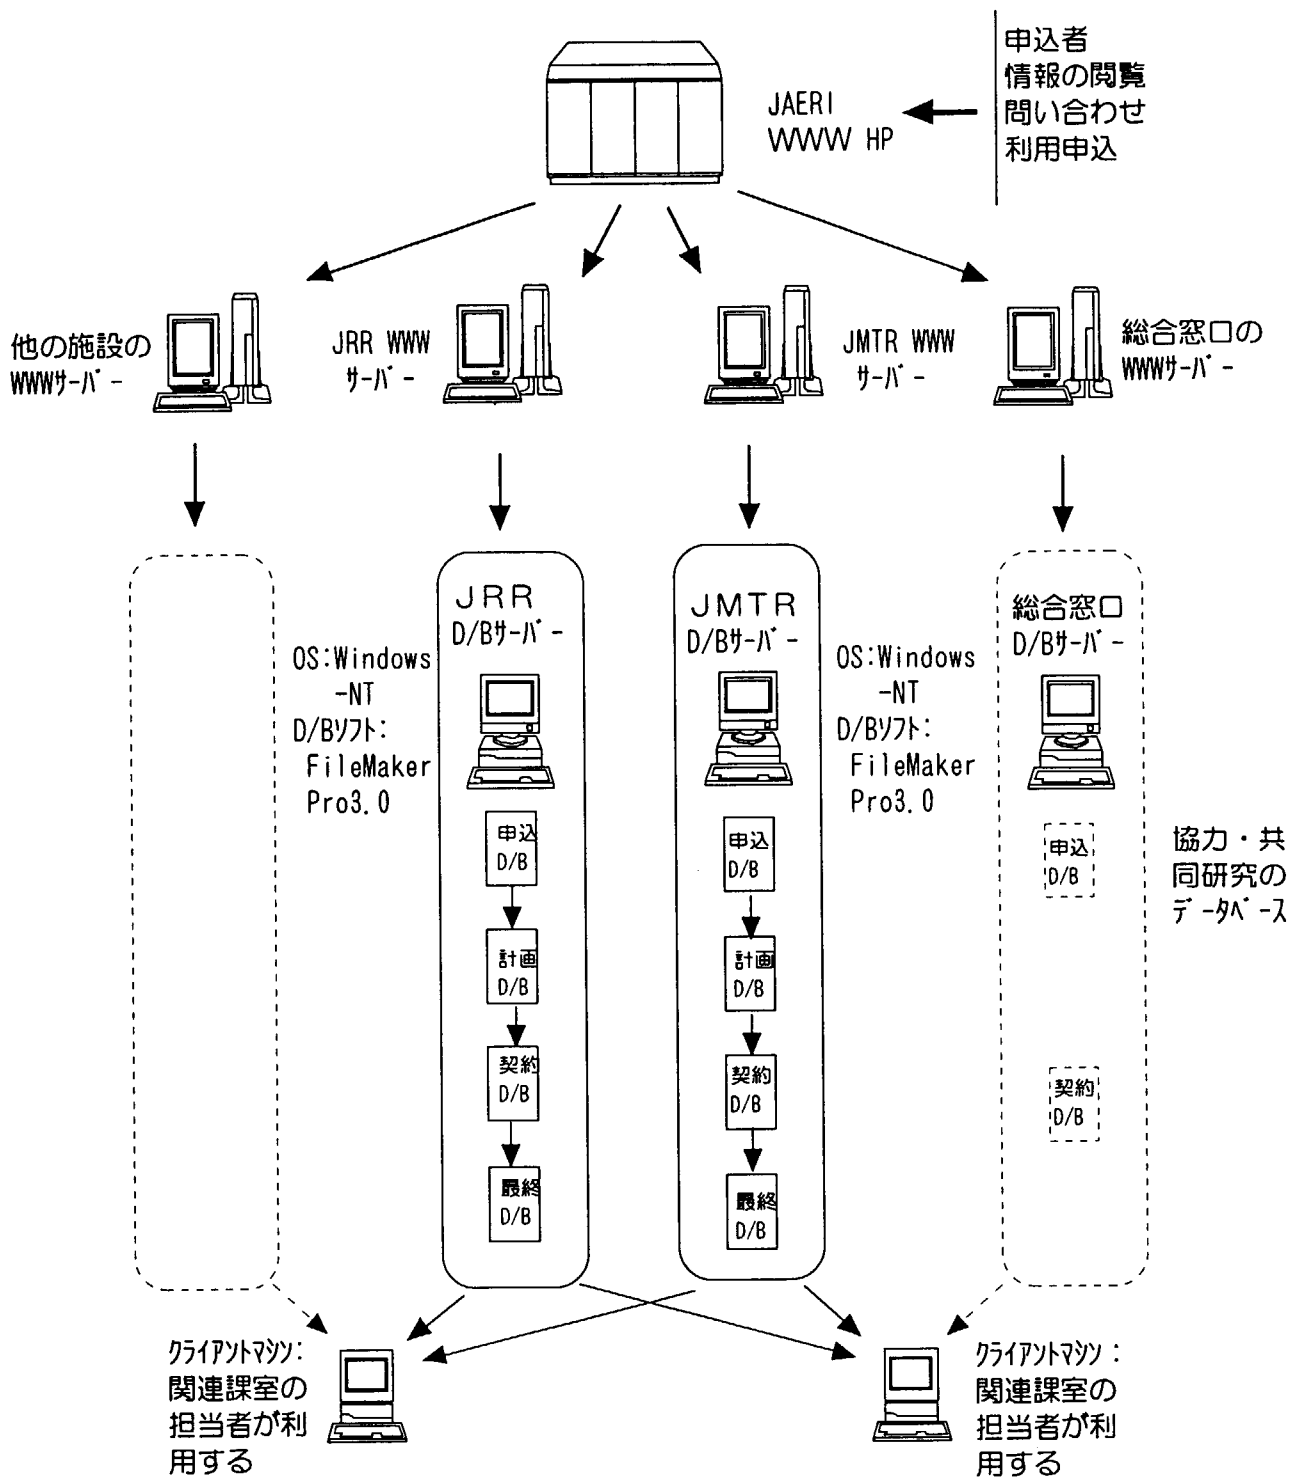 申込者
情報の閲覧
問い合わせ
利用申込
JAERI
WWW HP
他の施設の
WWWサーバー
JRR WWW
サーバー
JMTR WWW
サーバー
総合窓口の
WWWサーバー
JRR
D/Bサーバー
OS:Windows
-NT
D/Bソフト:
FileMaker
Pro3.0
申込
D/B
計画
D/B
契約
D/B
最終
D/B
JMTR
D/Bサーバー
OS:Windows
-NT
D/Bソフト:
FileMaker
Pro3.0
申込
D/B
計画
D/B
契約
D/B
最終
D/B
総合窓口
D/Bサーバー
申込
D/B
契約
D/B
協力・共
同研究の
データベース
クライアントマシン:
関連課室の
担当者が利
用する
クライアントマシン:
関連課室の
担当者が利
用する